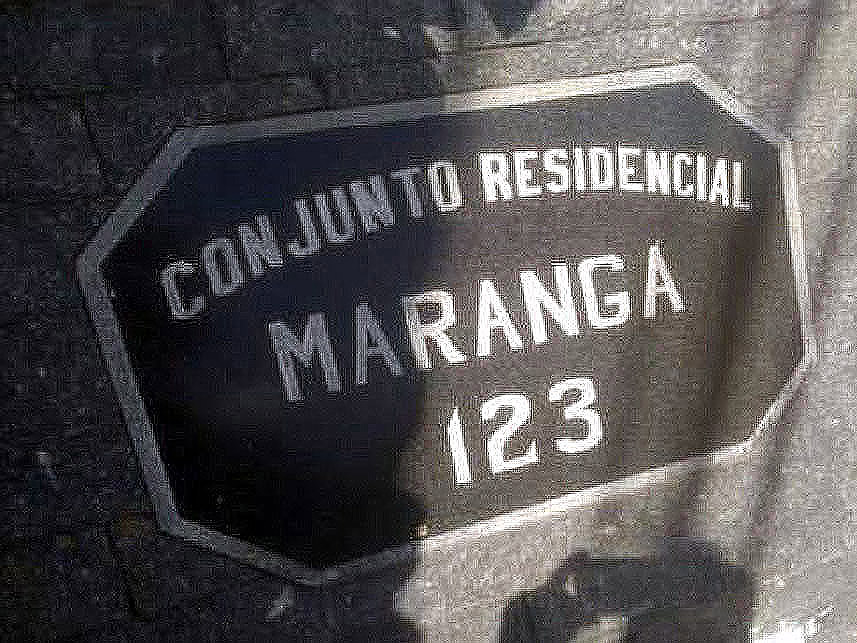 CONJUNTO RESIDENCIAL
MARANGA
123